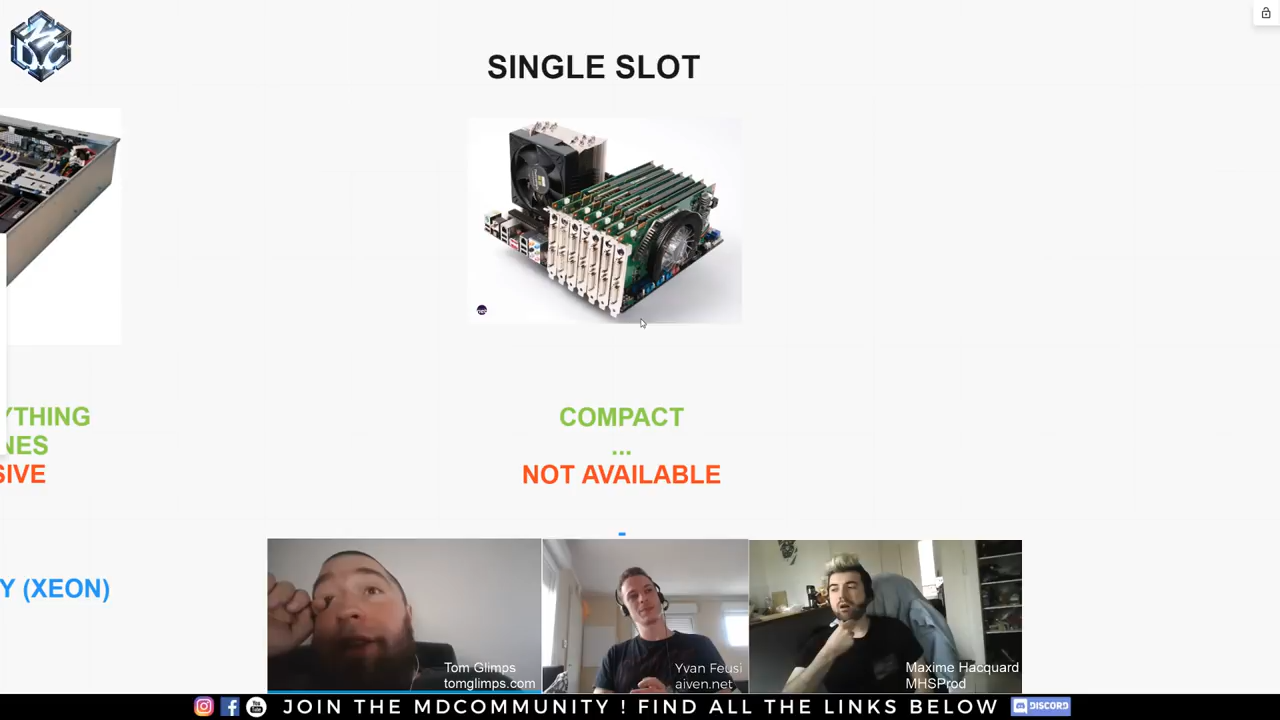 SINGLE SLOT
YTHING
NES
SIVE
COMPACT
...
NOT AVAILABLE
-
Y (XEON)
Tom Glimps
tomglimps.com
Yvan Feusi
aiven.net
Maxime Hacquard
MHSProd
JOIN THE MDCOMMUNITY ! FIND ALL THE LINKS BELOW
DISCORD